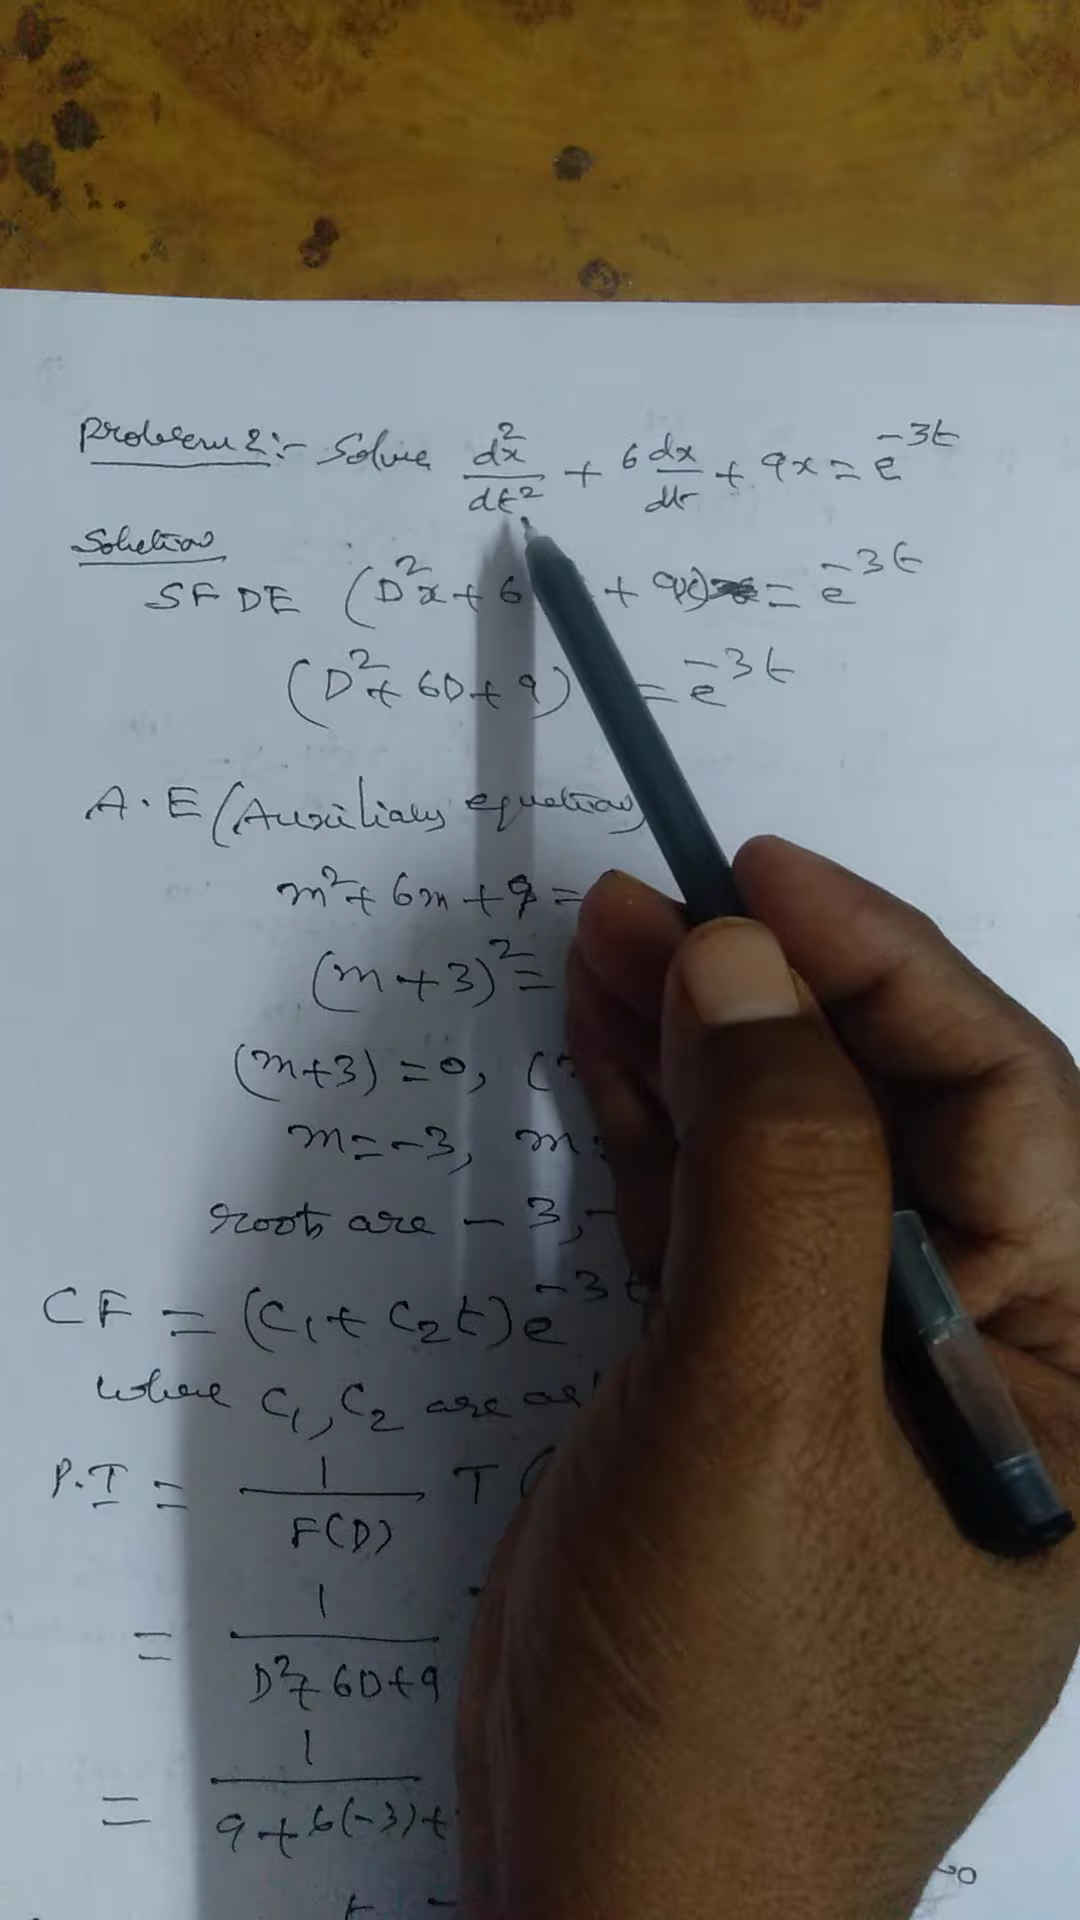 Problem 2:- Solve d²x/dt² + 6 dx/dt + 9x = e^-3t
Solution
SF DE (D²x + 6 + 9x) = e^-3t
(D² + 6D + 9) = e^-3t
A.E (Auxiliary equation
m² + 6m + 9 =
(m + 3)² =
(m+3) = 0, (
m = -3, m =
roots are - 3, -
CF = (C₁ + C₂t) e^-3t
where C₁, C₂ are
P.I = 1/F(D) T(
= 1/D² + 6D + 9
= 1/9 + 6(-3) +
t